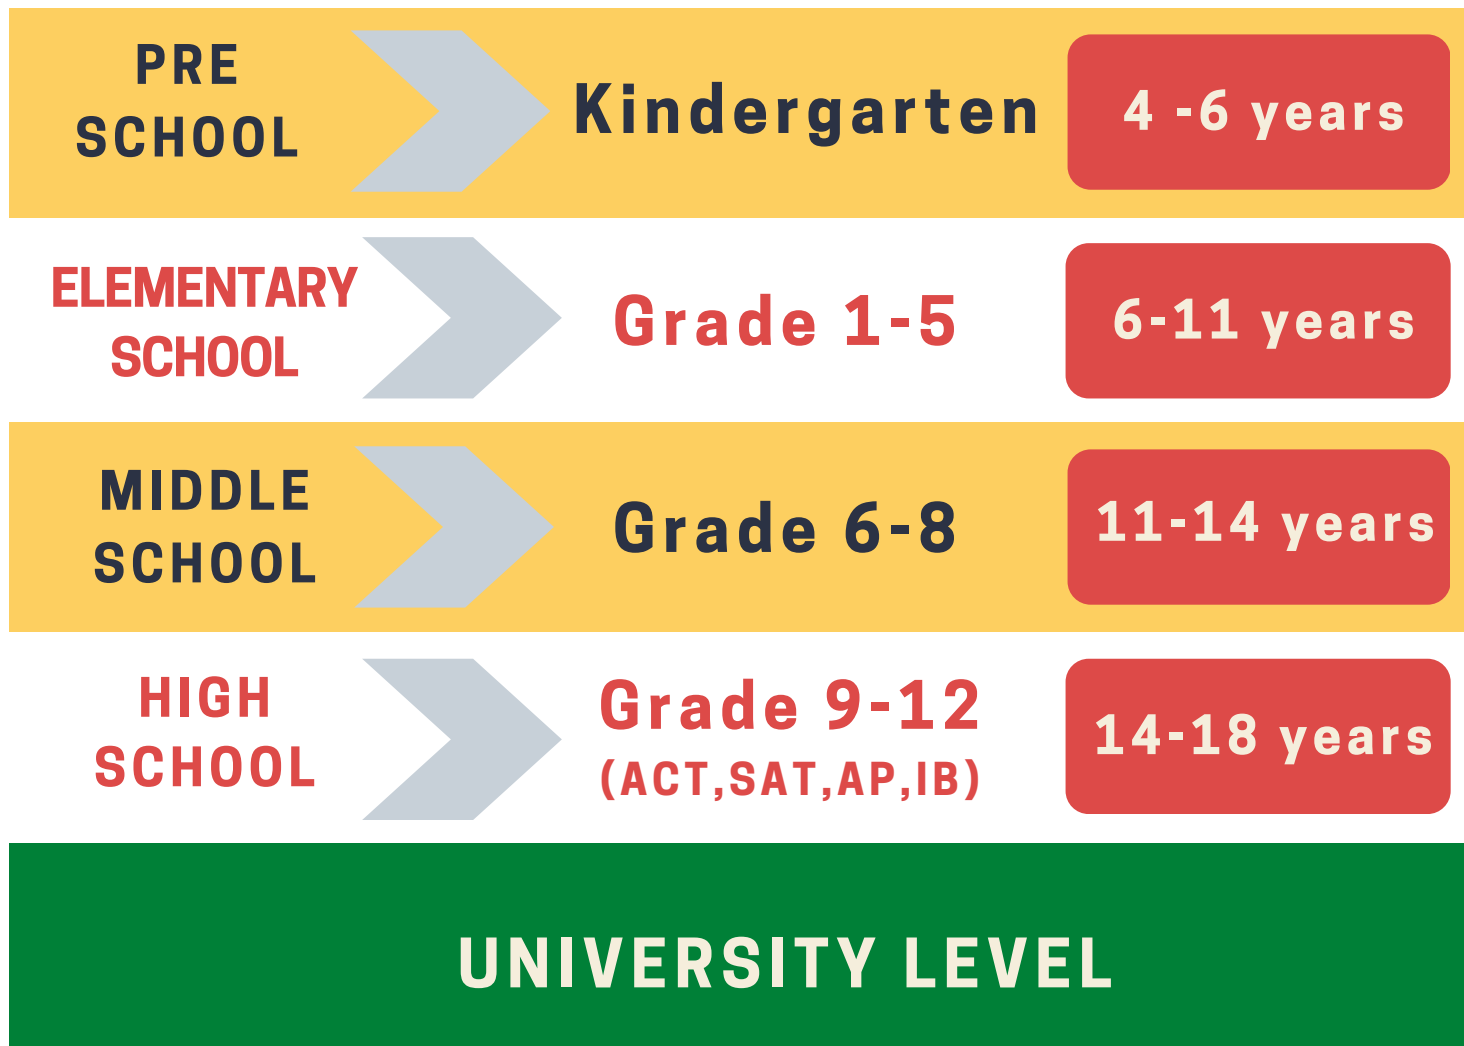 PRE
SCHOOL
Kindergarten
4 -6 years
ELEMENTARY
SCHOOL
Grade 1-5
6-11 years
MIDDLE
SCHOOL
Grade 6-8
11-14 years
HIGH
SCHOOL
Grade 9-12
(ACT,SAT,AP,IB)
14-18 years
UNIVERSITY LEVEL